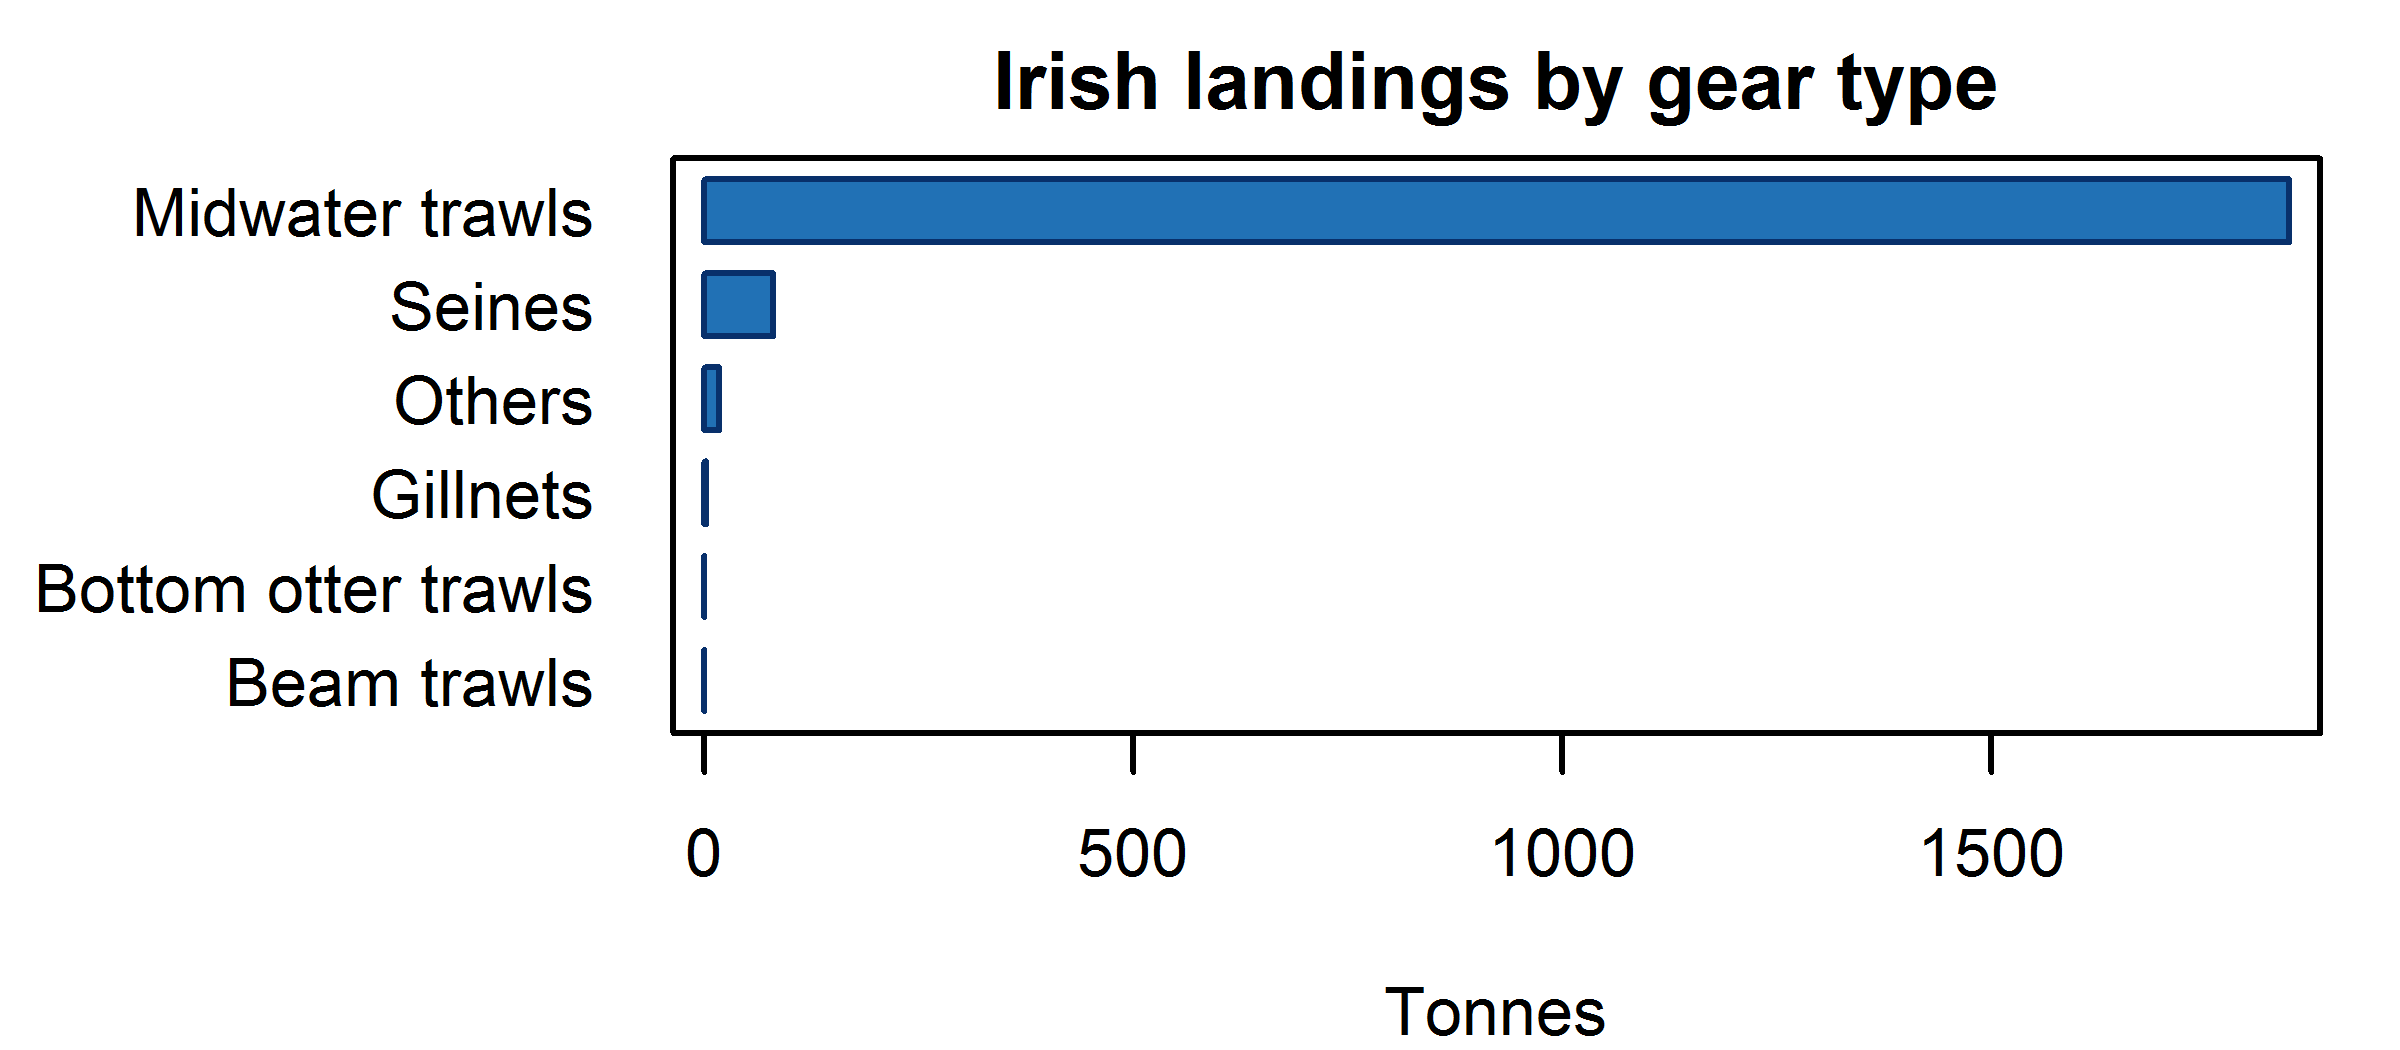 Irish landings by gear type
Midwater trawls
Seines
Others
Gillnets
Bottom otter trawls
Beam trawls
0 500 1000 1500
Tonnes